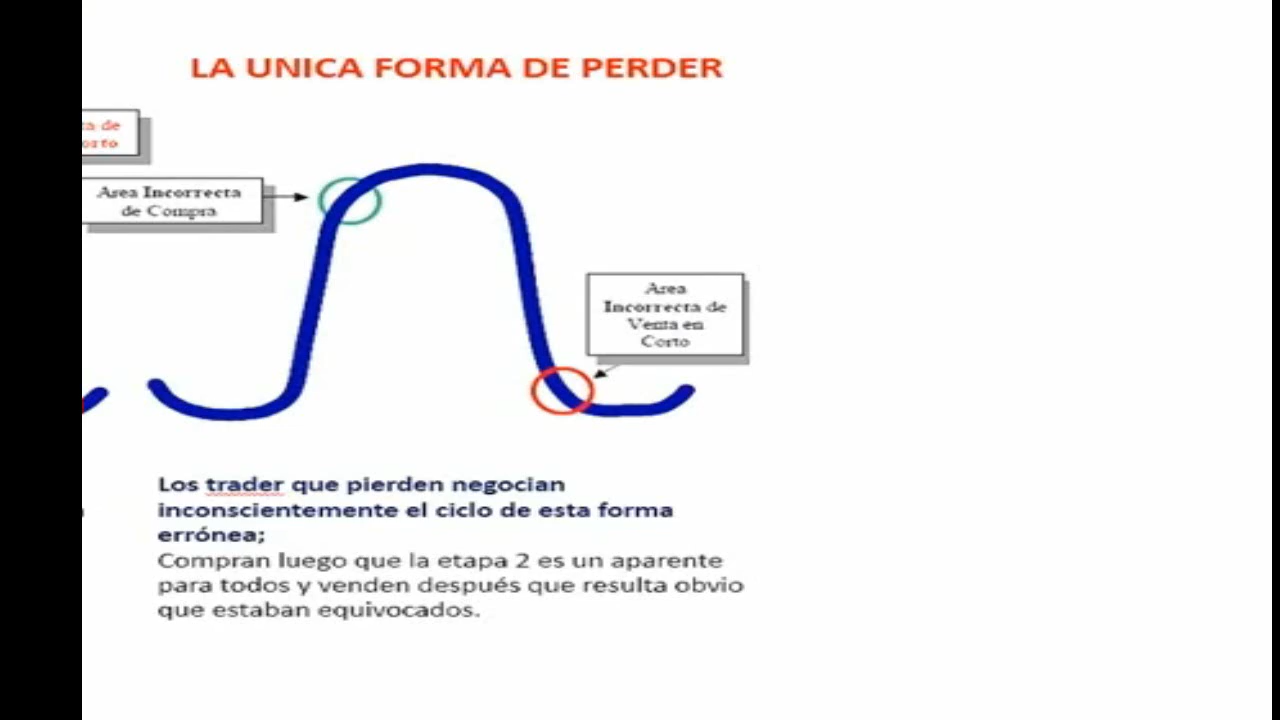 LA UNICA FORMA DE PERDER
de
Area Incorrecta
de Compra
Area
Incorrecta de
Venta en
Corto
Los trader que pierden negocian
inconscientemente el ciclo de esta forma
errónea;
Compran luego que la etapa 2 es un aparente
para todos y venden después que resulta obvio
que estaban equivocados.